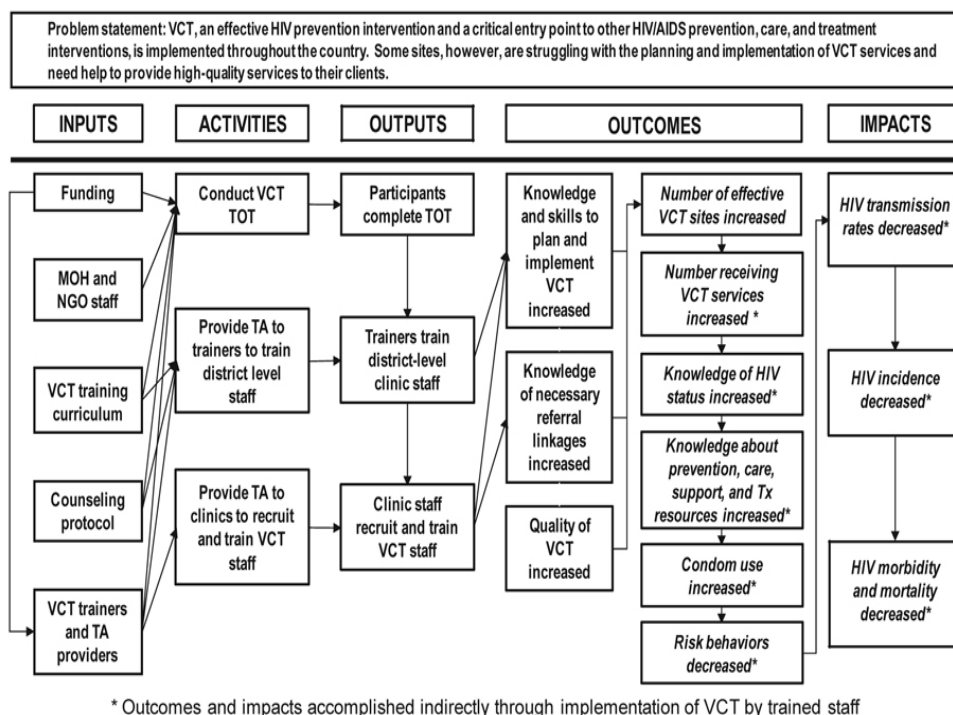 Problem statement: VCT, an effective HIV prevention intervention and a critical entry point to other HIV/AIDS prevention, care, and treatment
interventions, is implemented throughout the country. Some sites, however, are struggling with the planning and implementation of VCT services and
need help to provide high-quality services to their clients.
INPUTS
ACTIVITIES
OUTPUTS
OUTCOMES
IMPACTS
Funding
MOH and
NGO staff
VCT training
curriculum
Counseling
protocol
VCT trainers
and TA
providers
Conduct VCT
TOT
Provide TA to
trainers to train
district level
staff
Provide TA to
clinics to recruit
and train VCT
staff
Participants
complete TOT
Trainers train
district-level
clinic staff
Clinic staff
recruit and
train VCT staff
Knowledge
and skills to
plan and
implement
VCT
increased
Knowledge
of necessary
referral
linkages
increased
Quality of
VCT
increased
Number of effective
VCT sites increased
Number receiving
VCT services
increased *
Knowledge of HIV
status increased*
Knowledge about
prevention, care,
support, and Tx
resources increased*
Condom use
increased*
Risk behaviors
decreased*
HIV transmission
rates decreased*
HIV incidence
decreased*
HIV morbidity
and mortality
decreased*
* Outcomes and impacts accomplished indirectly through implementation of VCT by trained staff